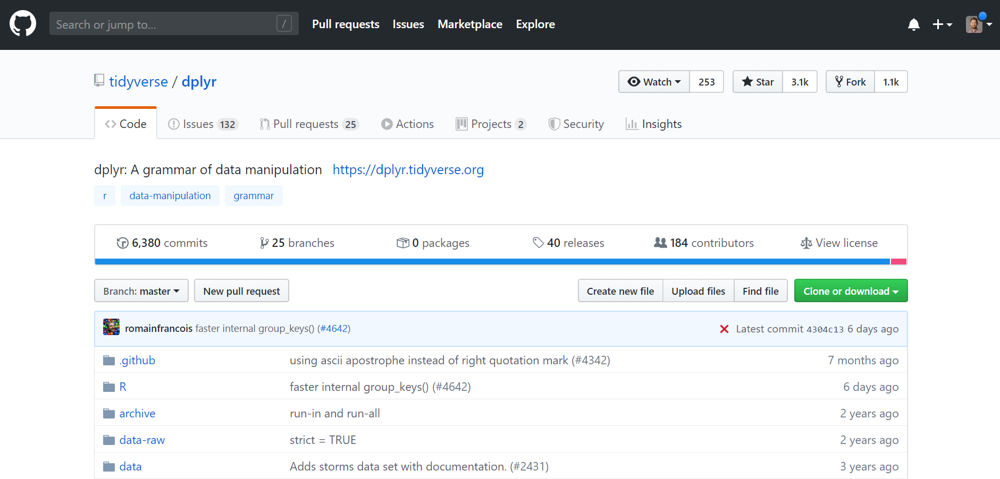 Search or jump to... / Pull requests Issues Marketplace Explore
tidyverse / dplyr Watch 253 Star 3.1k Fork 1.1k
Code Issues 132 Pull requests 25 Actions Projects 2 Security Insights
dplyr: A grammar of data manipulation https://dplyr.tidyverse.org
r data-manipulation grammar
6,380 commits 25 branches 0 packages 40 releases 184 contributors View license
Branch: master New pull request Create new file Upload files Find file Clone or download
romainfrancois faster internal group_keys() (#4642) Latest commit 4304c13 6 days ago
.github using ascii apostrophe instead of right quotation mark (#4342) 7 months ago
R faster internal group_keys() (#4642) 6 days ago
archive run-in and run-all 2 years ago
data-raw strict = TRUE 2 years ago
data Adds storms data set with documentation. (#2431) 3 years ago